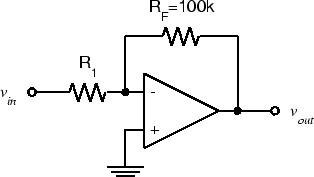 R_F=100k
R_1
v_in
-
+
v_out